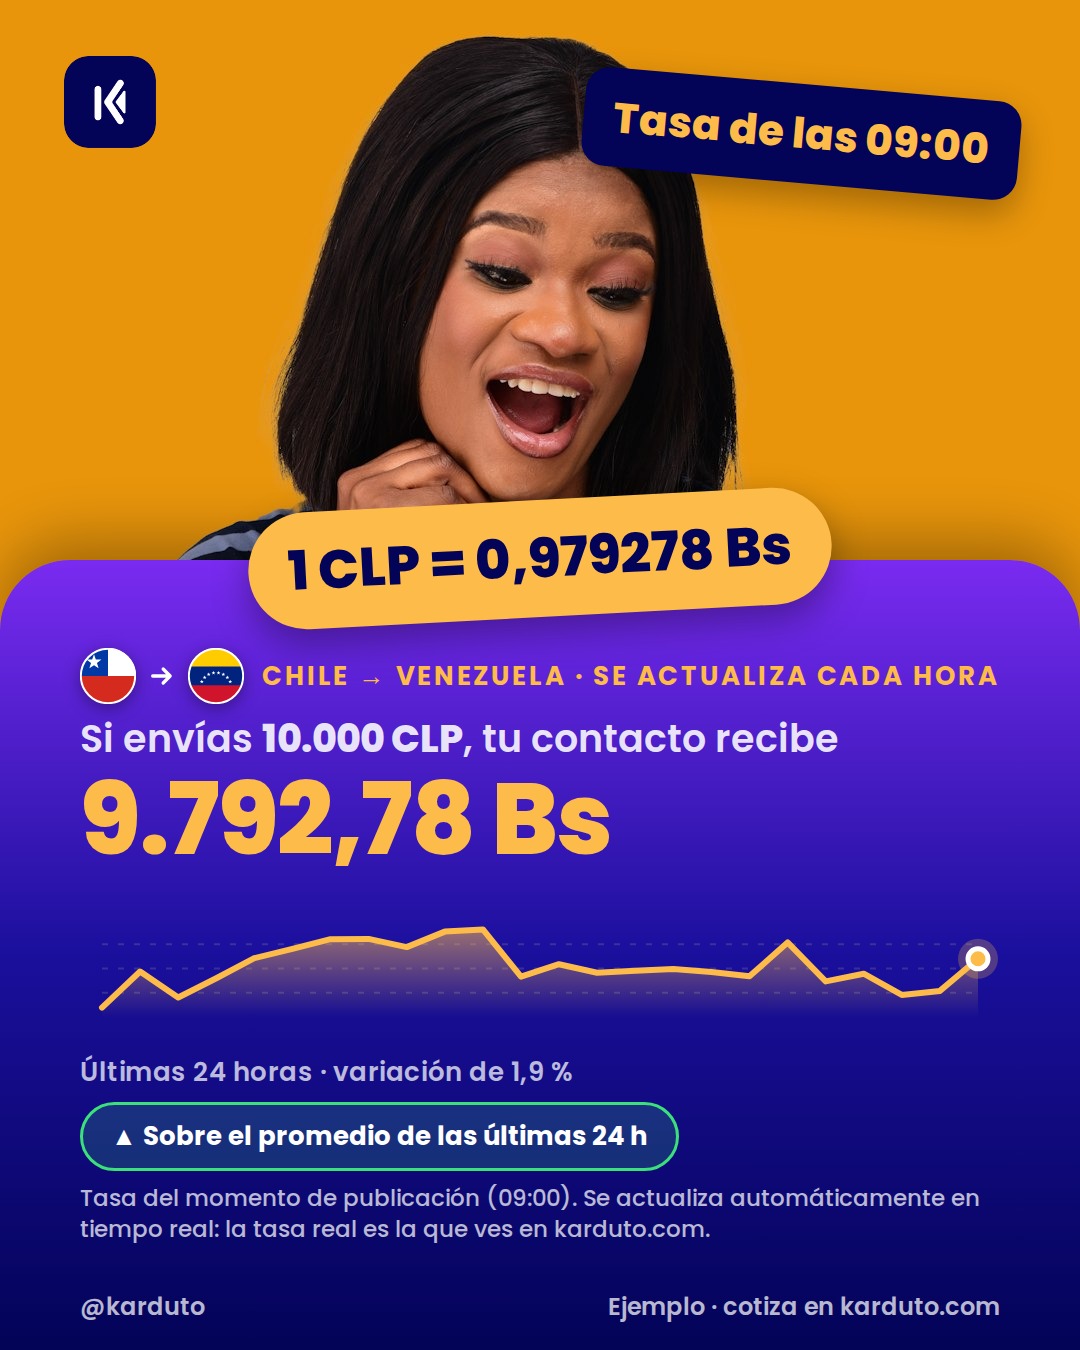 Tasa de las 09:00
1 CLP = 0,979278 Bs
CHILE → VENEZUELA · SE ACTUALIZA CADA HORA
Si envías 10.000 CLP, tu contacto recibe
9.792,78 Bs
Últimas 24 horas · variación de 1,9 %
▲ Sobre el promedio de las últimas 24 h
Tasa del momento de publicación (09:00). Se actualiza automáticamente en
tiempo real: la tasa real es la que ves en karduto.com.
@karduto
Ejemplo · cotiza en karduto.com